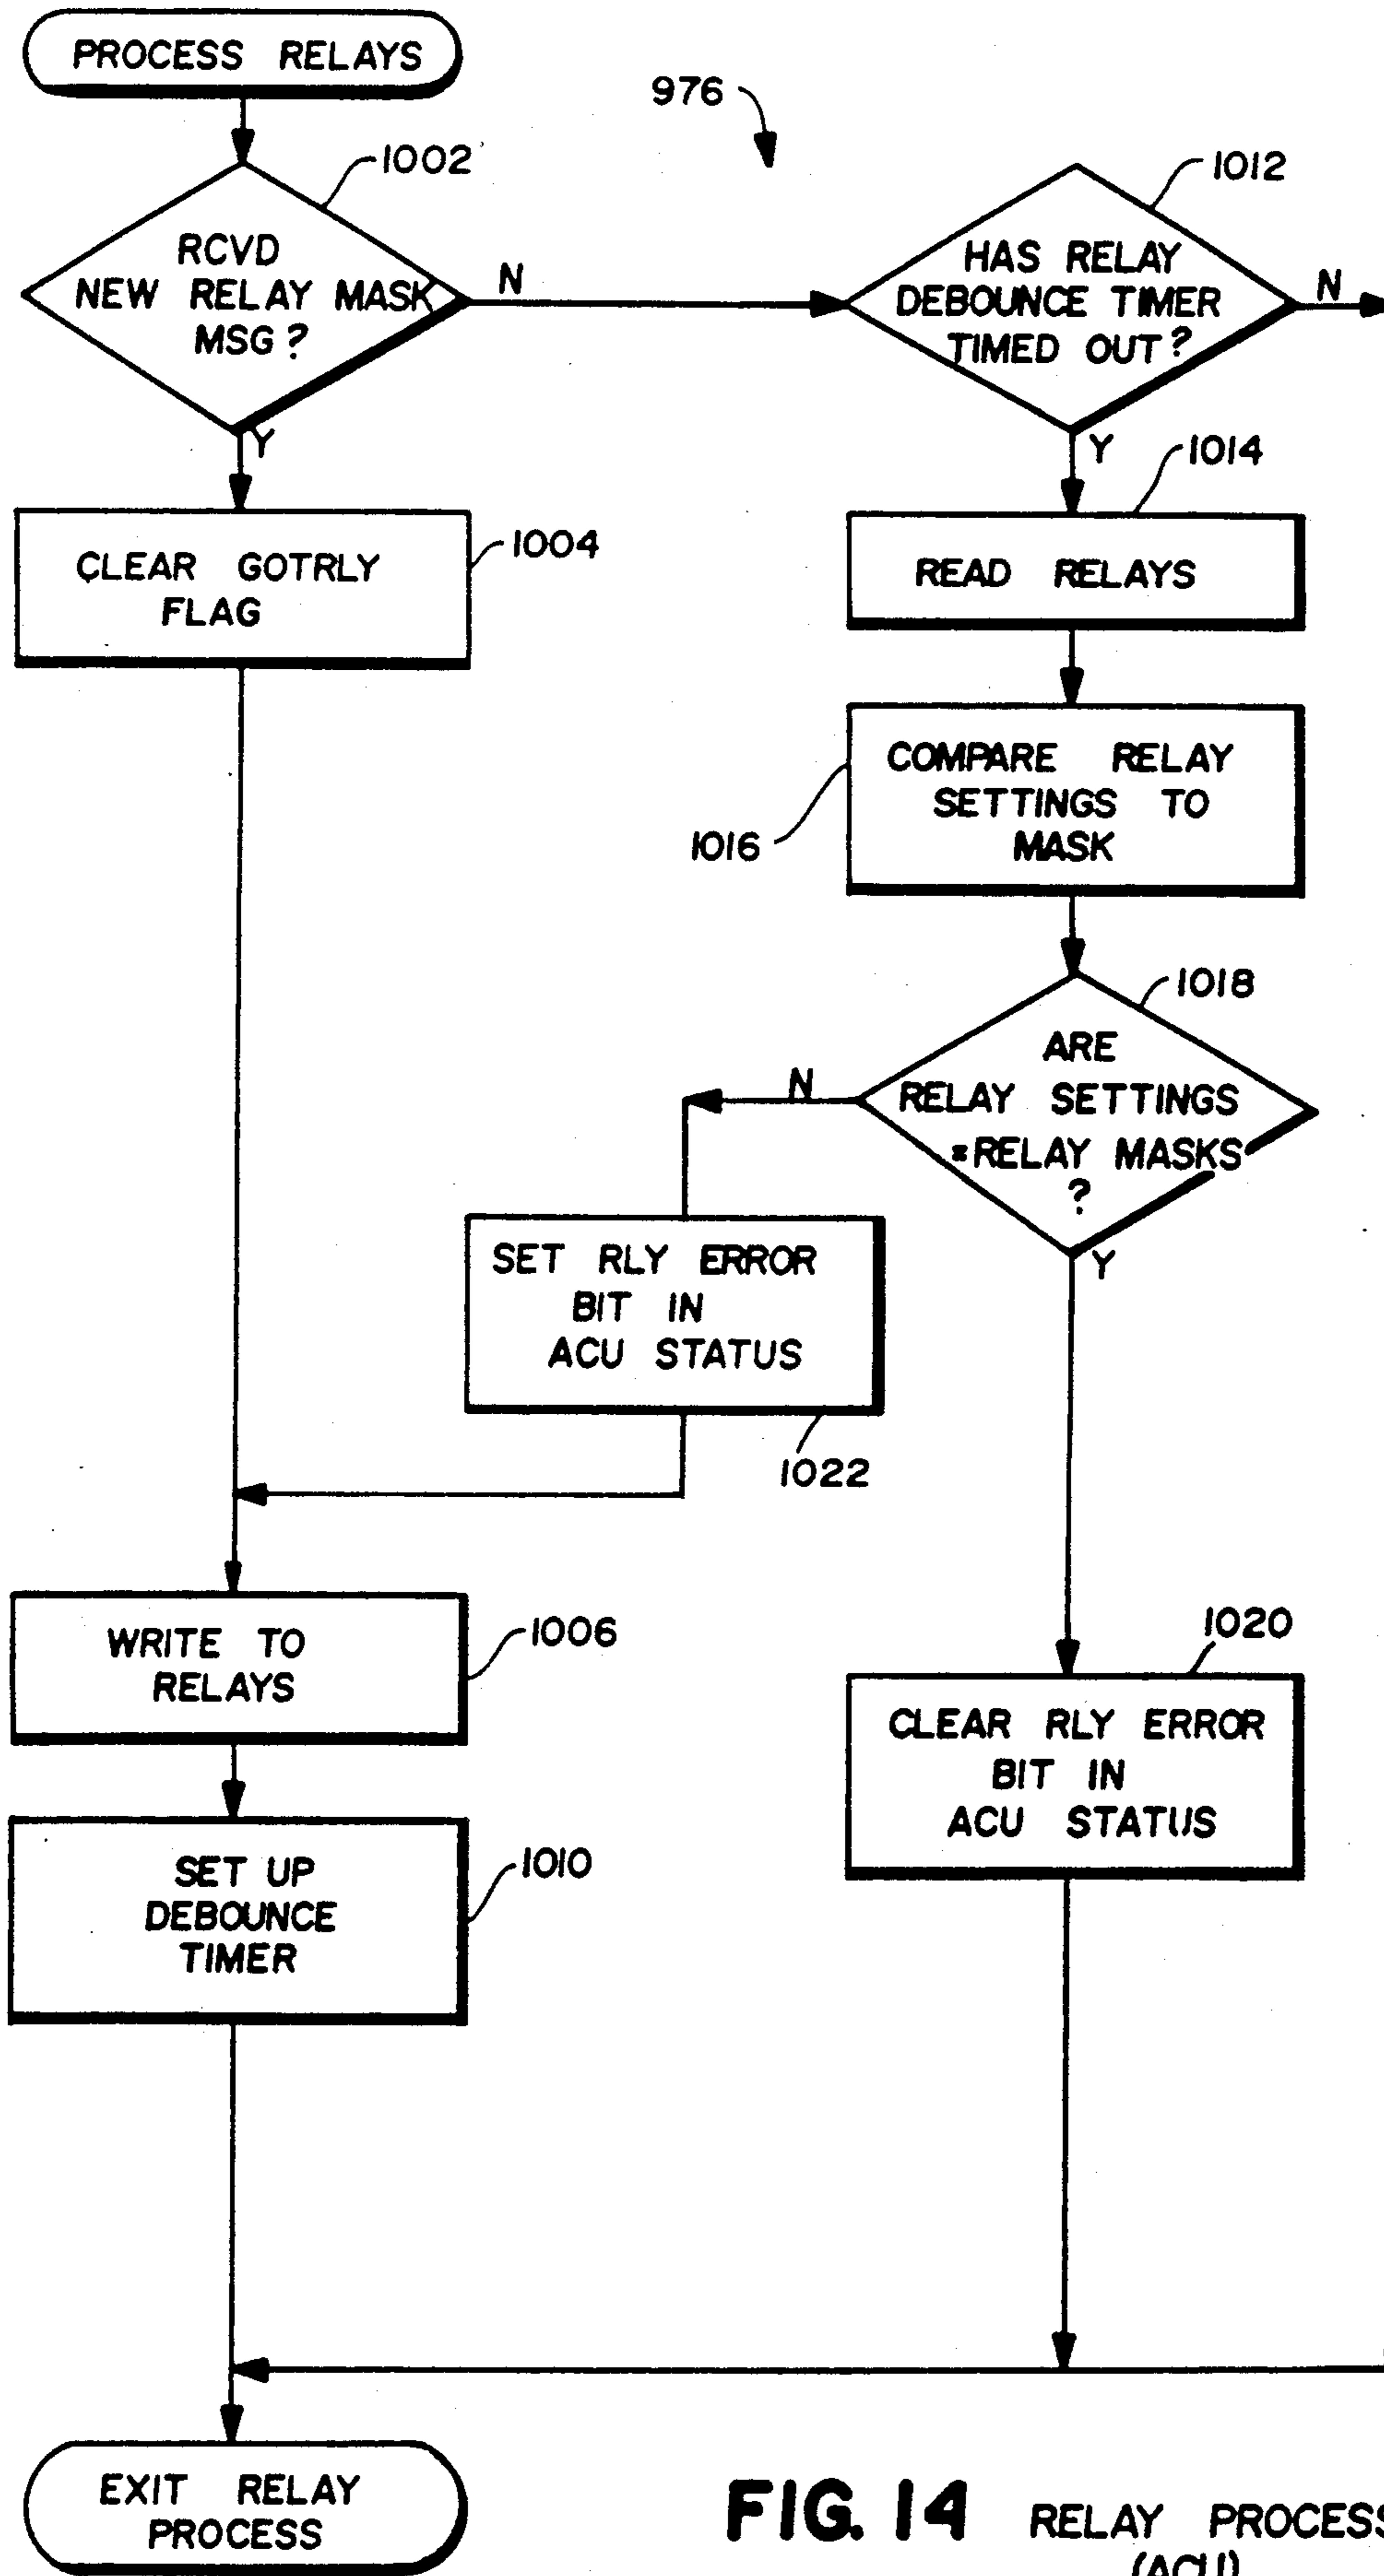 PROCESS RELAYS
976
1002
RCVD
NEW RELAY MASK
MSG?
N
Y
1012
HAS RELAY
DEBOUNCE TIMER
TIMED OUT?
N
Y
1004
CLEAR GOTRLY
FLAG
1014
READ RELAYS
COMPARE RELAY
SETTINGS TO
MASK
1016
1018
ARE
RELAY SETTINGS
=RELAY MASKS
?
N
Y
SET RLY ERROR
BIT IN
ACU STATUS
1022
WRITE TO
RELAYS
1006
1020
CLEAR RLY ERROR
BIT IN
ACU STATUS
SET UP
DEBOUNCE
TIMER
1010
EXIT RELAY
PROCESS
FIG. 14 RELAY PROCESS
(ACU)